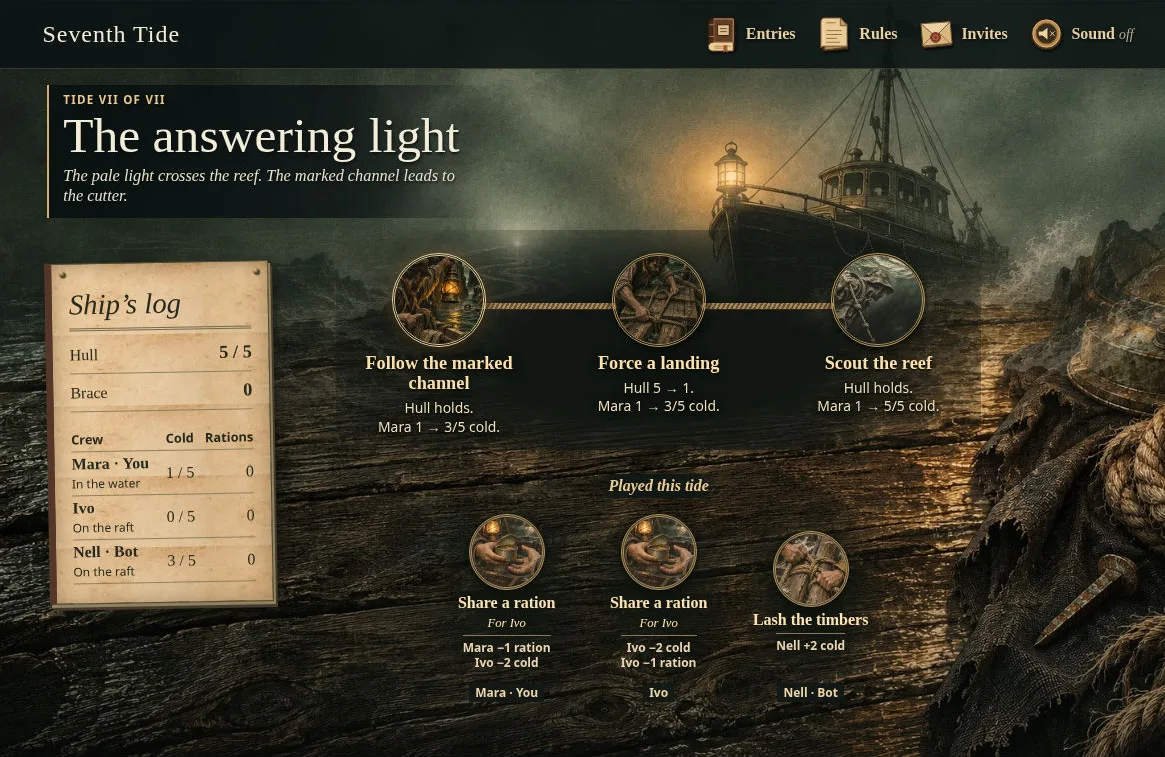 Seventh Tide
Entries
Rules
Invites
Sound off
TIDE VII OF VII
The answering light
The pale light crosses the reef. The marked channel leads to
the cutter.
Ship’s log
Hull 5 / 5
Brace 0
Crew Cold Rations
Mara · You 1 / 5 0
In the water
Ivo 0 / 5 0
On the raft
Nell · Bot 3 / 5 0
On the raft
Follow the marked
channel
Hull holds.
Mara 1 → 3/5 cold.
Force a landing
Hull 5 → 1.
Mara 1 → 3/5 cold.
Scout the reef
Hull holds.
Mara 1 → 5/5 cold.
Played this tide
Share a ration
For Ivo
Mara −1 ration
Ivo −2 cold
Mara · You
Share a ration
For Ivo
Ivo −2 cold
Ivo −1 ration
Ivo
Lash the timbers
Nell +2 cold
Nell · Bot